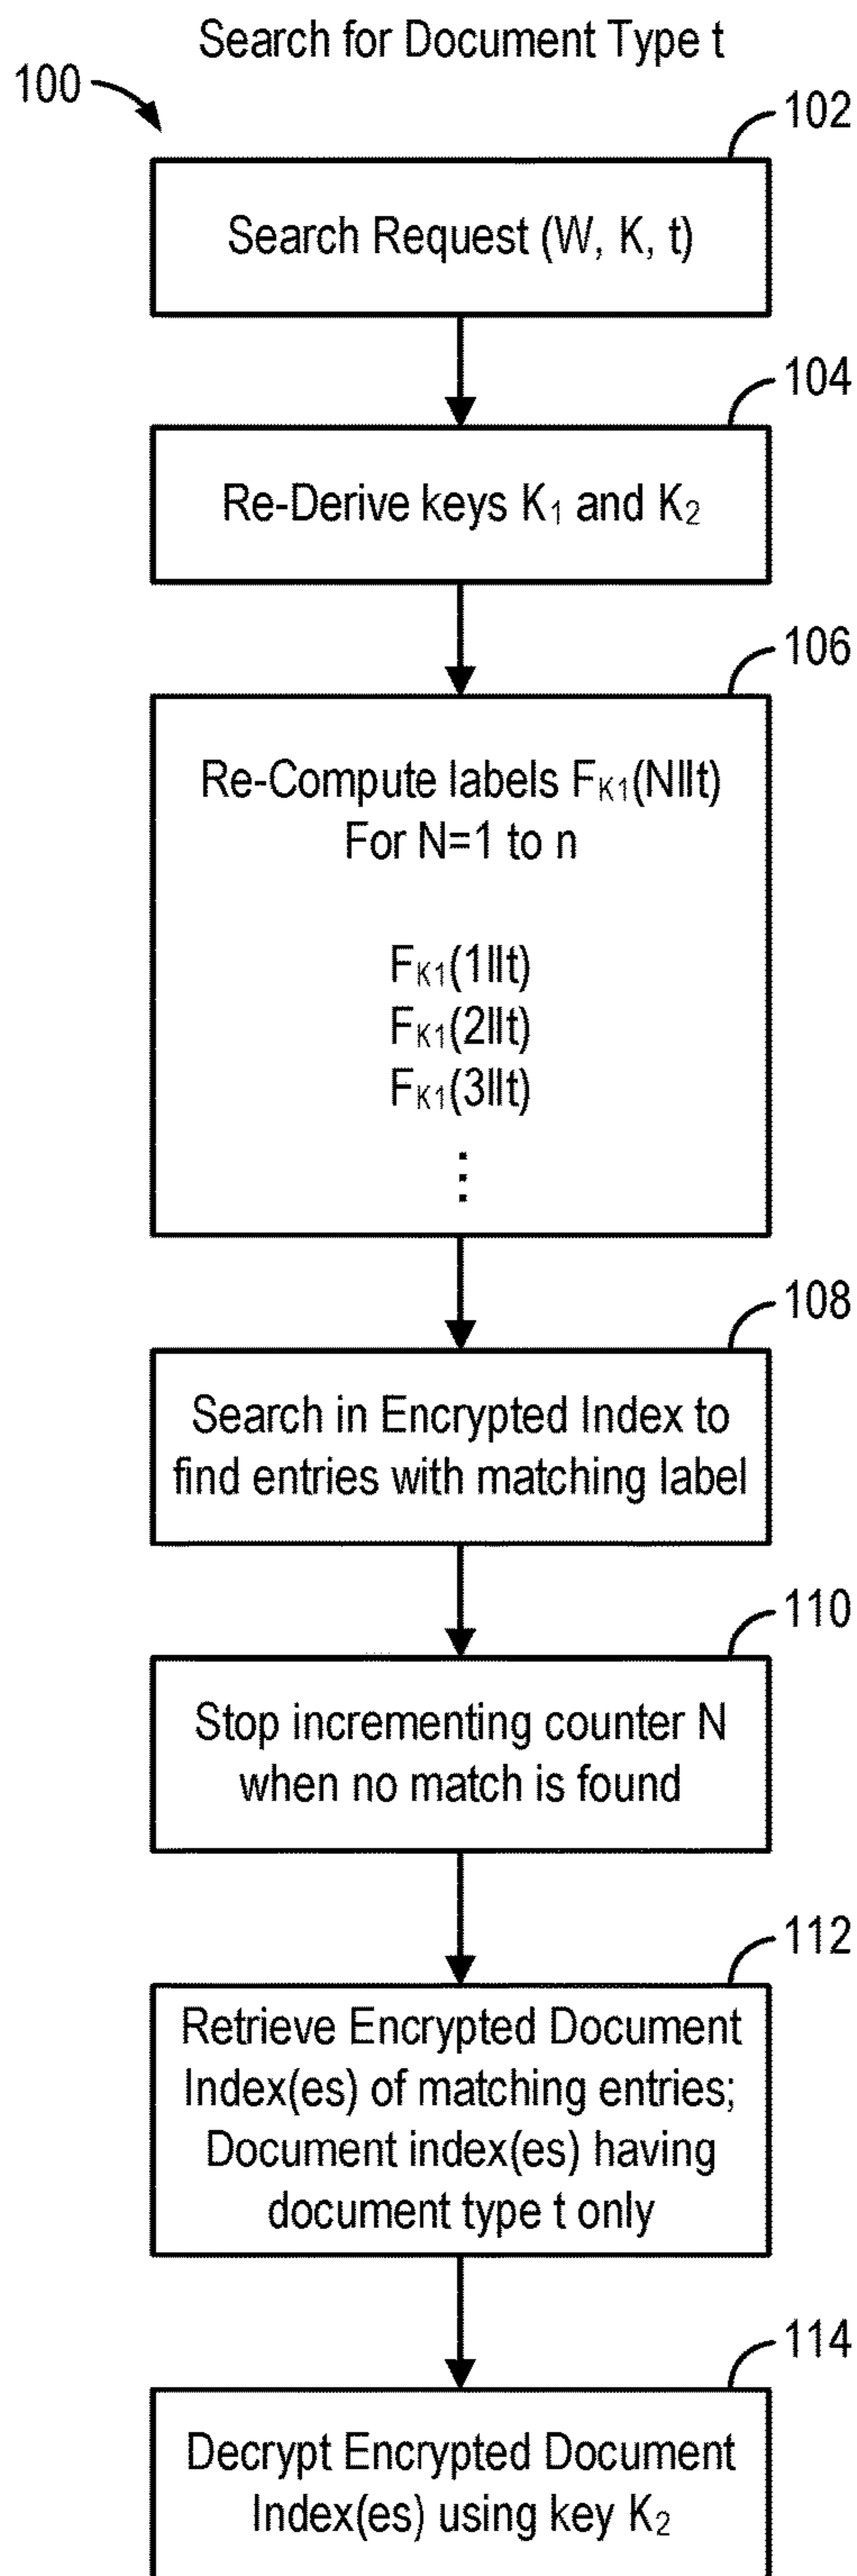 Search for Document Type t
100
102
Search Request (W, K, t)
104
Re-Derive keys K₁ and K₂
106
Re-Compute labels Fₖ₁(N||t)
For N=1 to n
Fₖ₁(1||t)
Fₖ₁(2||t)
Fₖ₁(3||t)
⋮
108
Search in Encrypted Index to
find entries with matching label
110
Stop incrementing counter N
when no match is found
112
Retrieve Encrypted Document
Index(es) of matching entries;
Document index(es) having
document type t only
114
Decrypt Encrypted Document
Index(es) using key K₂